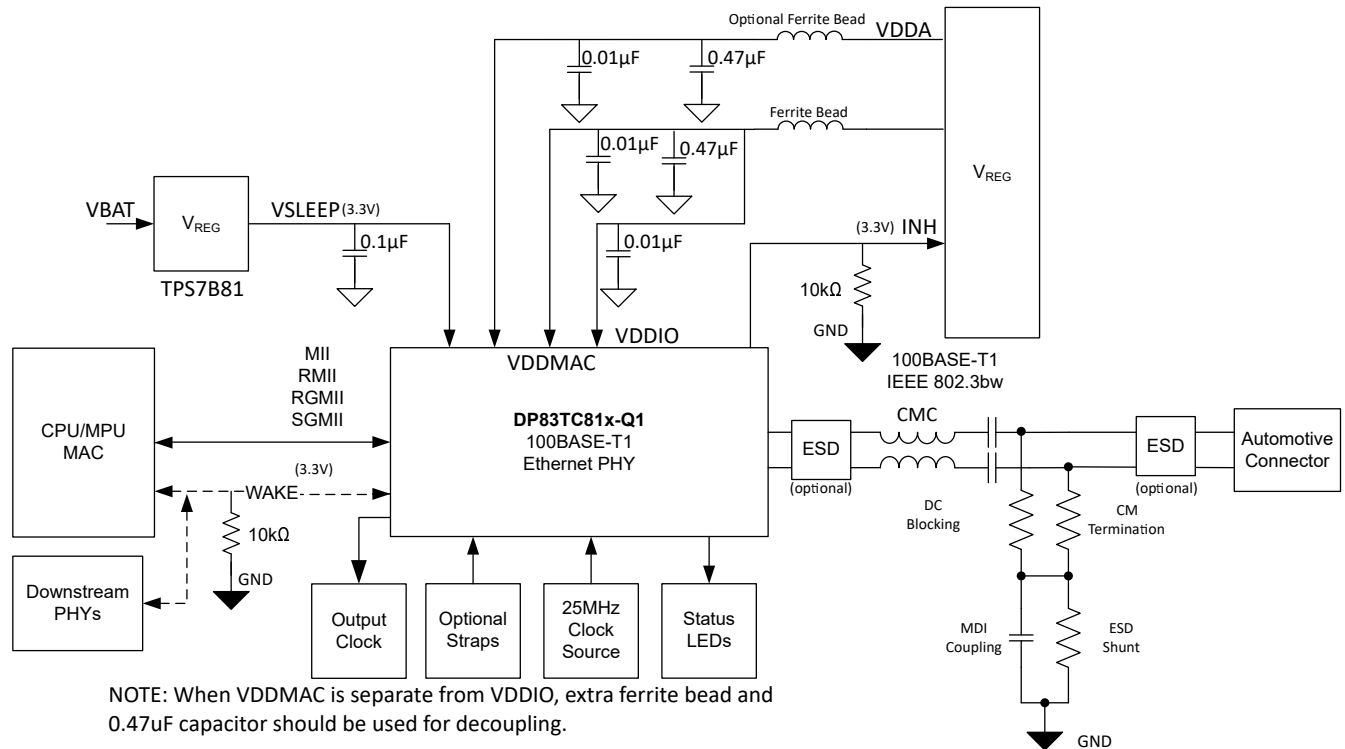 Optional Ferrite Bead
VDDA
0.01µF
0.47µF
Ferrite Bead
0.01µF
0.47µF
VREG
VBAT
VREG
VSLEEP(3.3V)
0.1µF
TPS7B81
0.01µF
(3.3V) INH
10kΩ
GND
VDDIO
VDDMAC
100BASE-T1
IEEE 802.3bw
MII
RMII
RGMII
SGMII
CPU/MPU
MAC
DP83TC81x-Q1
100BASE-T1
Ethernet PHY
CMC
ESD
(optional)
ESD
(optional)
Automotive
Connector
(3.3V)
WAKE
10kΩ
GND
DC
Blocking
CM
Termination
Downstream
PHYs
Output
Clock
Optional
Straps
25MHz
Clock
Source
Status
LEDs
MDI
Coupling
ESD
Shunt
GND
NOTE: When VDDMAC is separate from VDDIO, extra ferrite bead and
0.47uF capacitor should be used for decoupling.